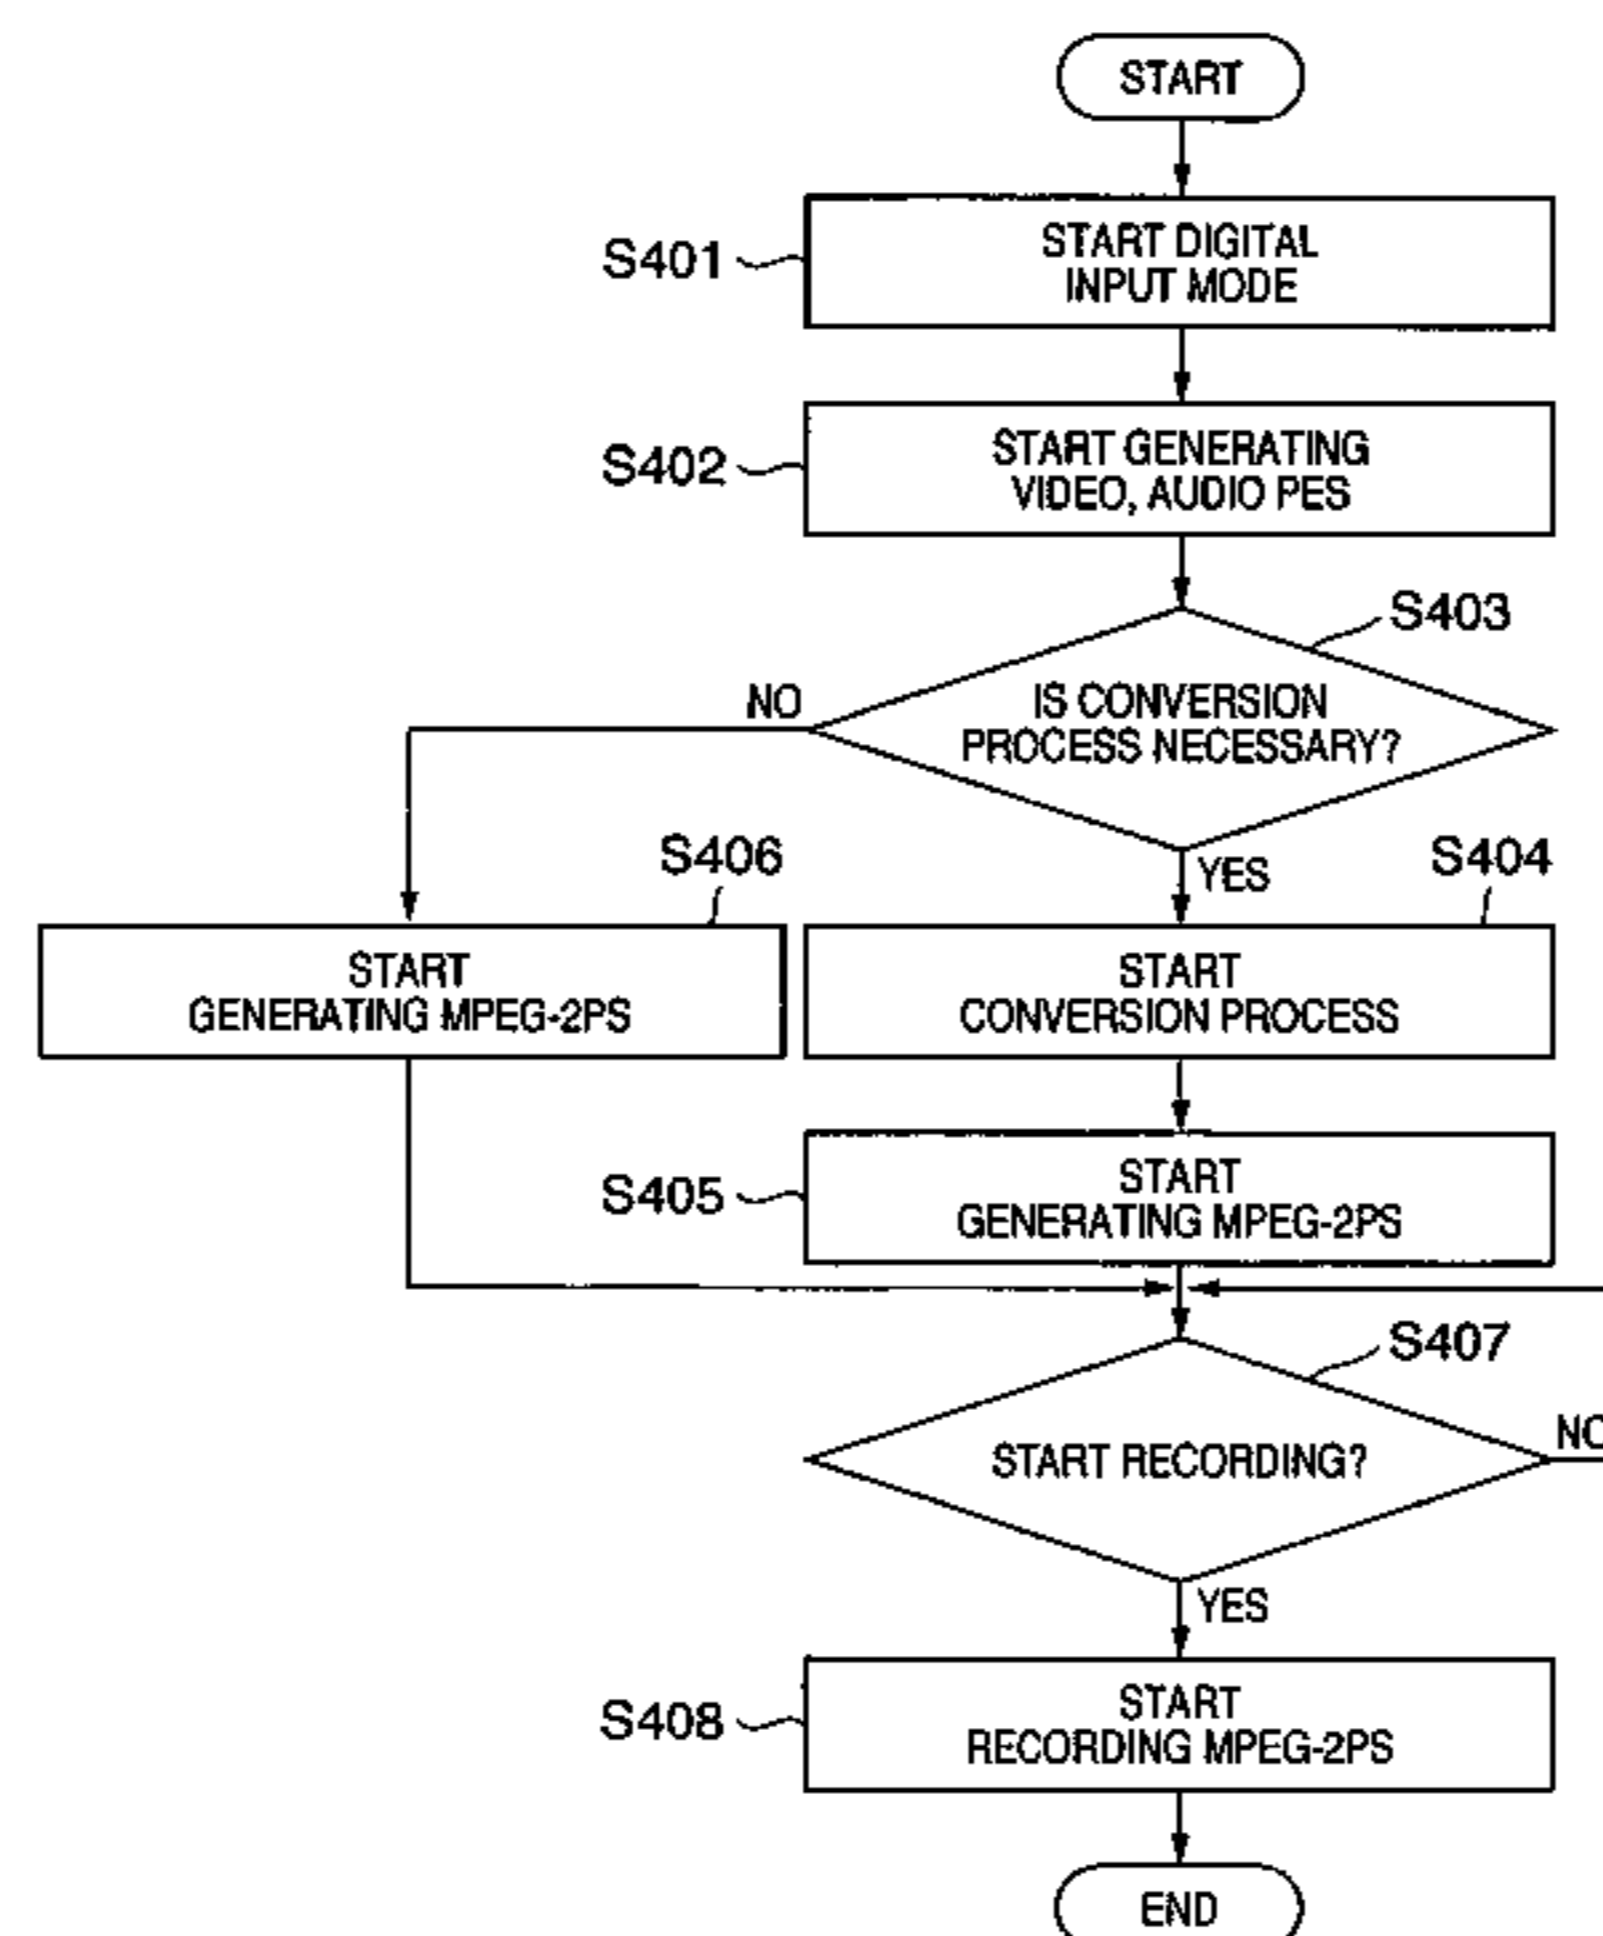 START
S401
START DIGITAL
INPUT MODE
S402
START GENERATING
VIDEO, AUDIO PES
S403
IS CONVERSION
PROCESS NECESSARY?
NO
YES
S406
START
GENERATING MPEG-2PS
S404
START
CONVERSION PROCESS
S405
START
GENERATING MPEG-2PS
S407
START RECORDING?
NO
YES
S408
START
RECORDING MPEG-2PS
END